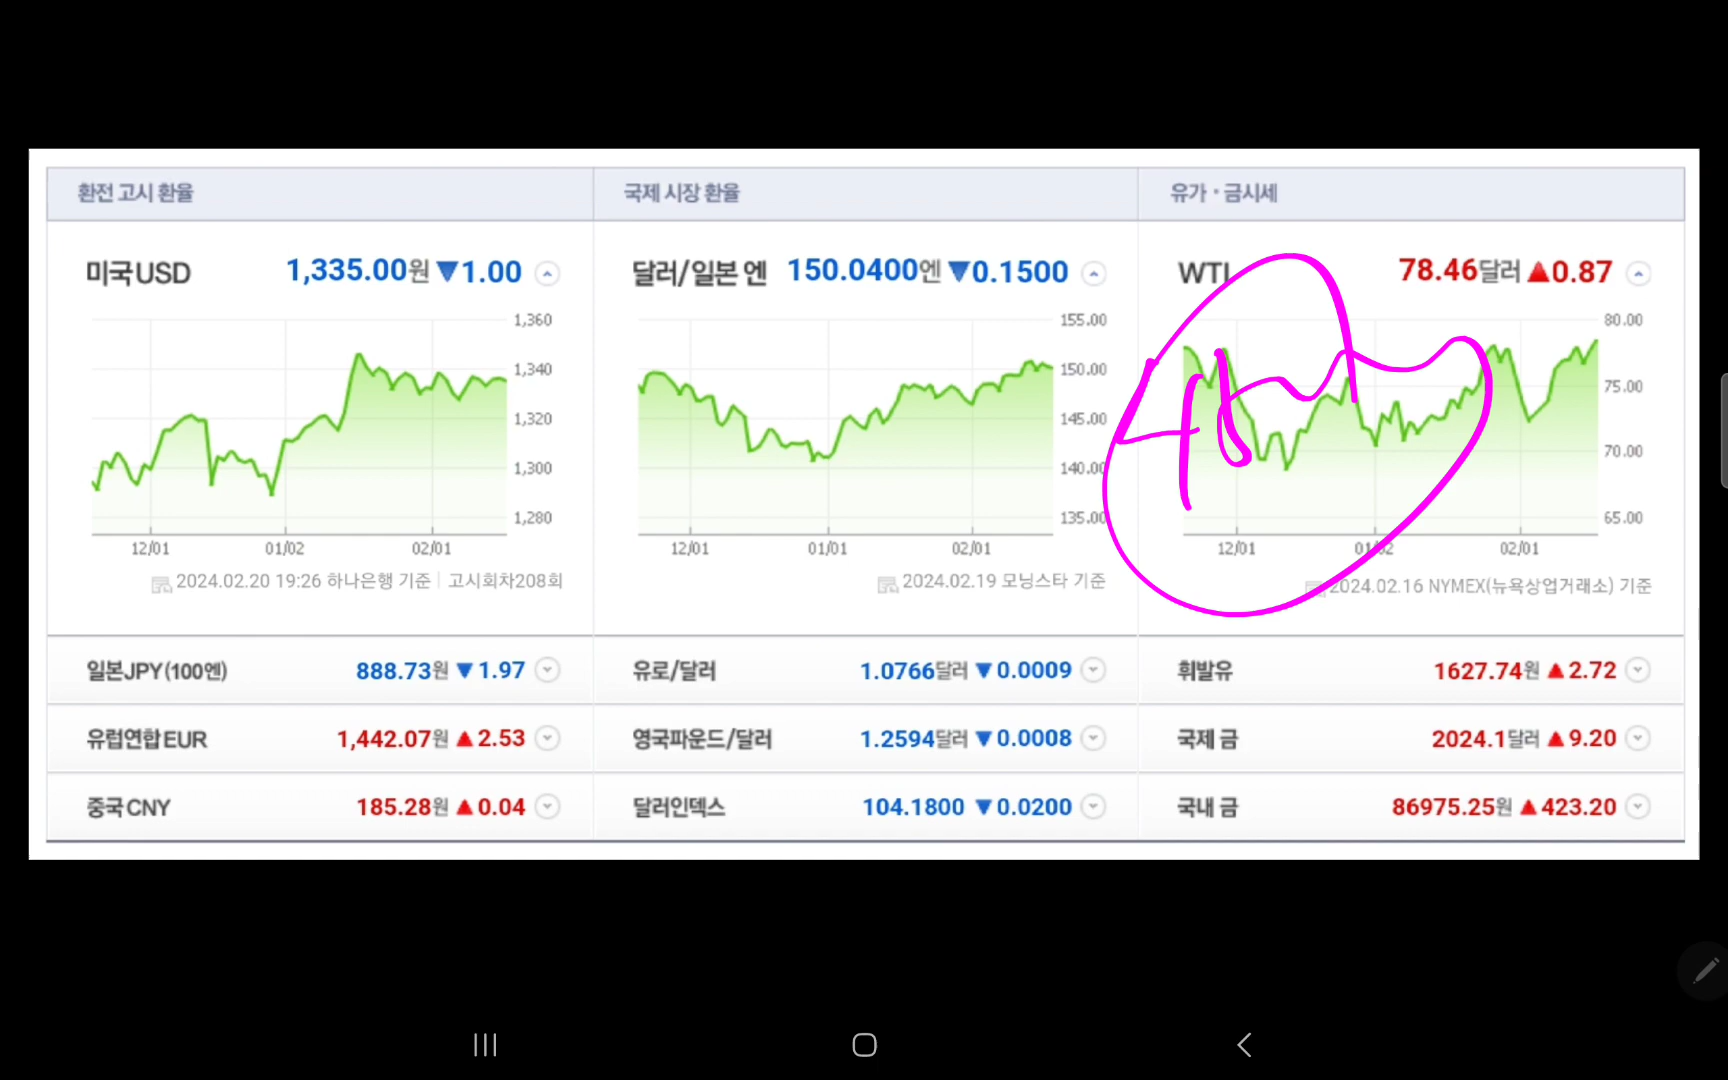 환전 고시 환율
국제 시장 환율
유가·금시세
미국 USD 1,335.00원 ▼1.00
달러/일본 엔 150.0400엔 ▼0.1500
WTI 78.46달러 ▲0.87
1,360
1,340
1,320
1,300
1,280
12/01 01/02 02/01
2024.02.20 19:26 하나은행 기준 고시회차208회
155.00
150.00
145.00
140.00
135.00
12/01 01/01 02/01
2024.02.19 모닝스타 기준
80.00
75.00
70.00
65.00
12/01 01/02 02/01
2024.02.16 NYMEX(뉴욕상업거래소) 기준
일본 JPY(100엔) 888.73원 ▼1.97
유로/달러 1.0766달러 ▼0.0009
휘발유 1627.74원 ▲2.72
유럽연합 EUR 1,442.07원 ▲2.53
영국파운드/달러 1.2594달러 ▼0.0008
국제 금 2024.1달러 ▲9.20
중국 CNY 185.28원 ▲0.04
달러인덱스 104.1800 ▼0.0200
국내 금 86975.25원 ▲423.20